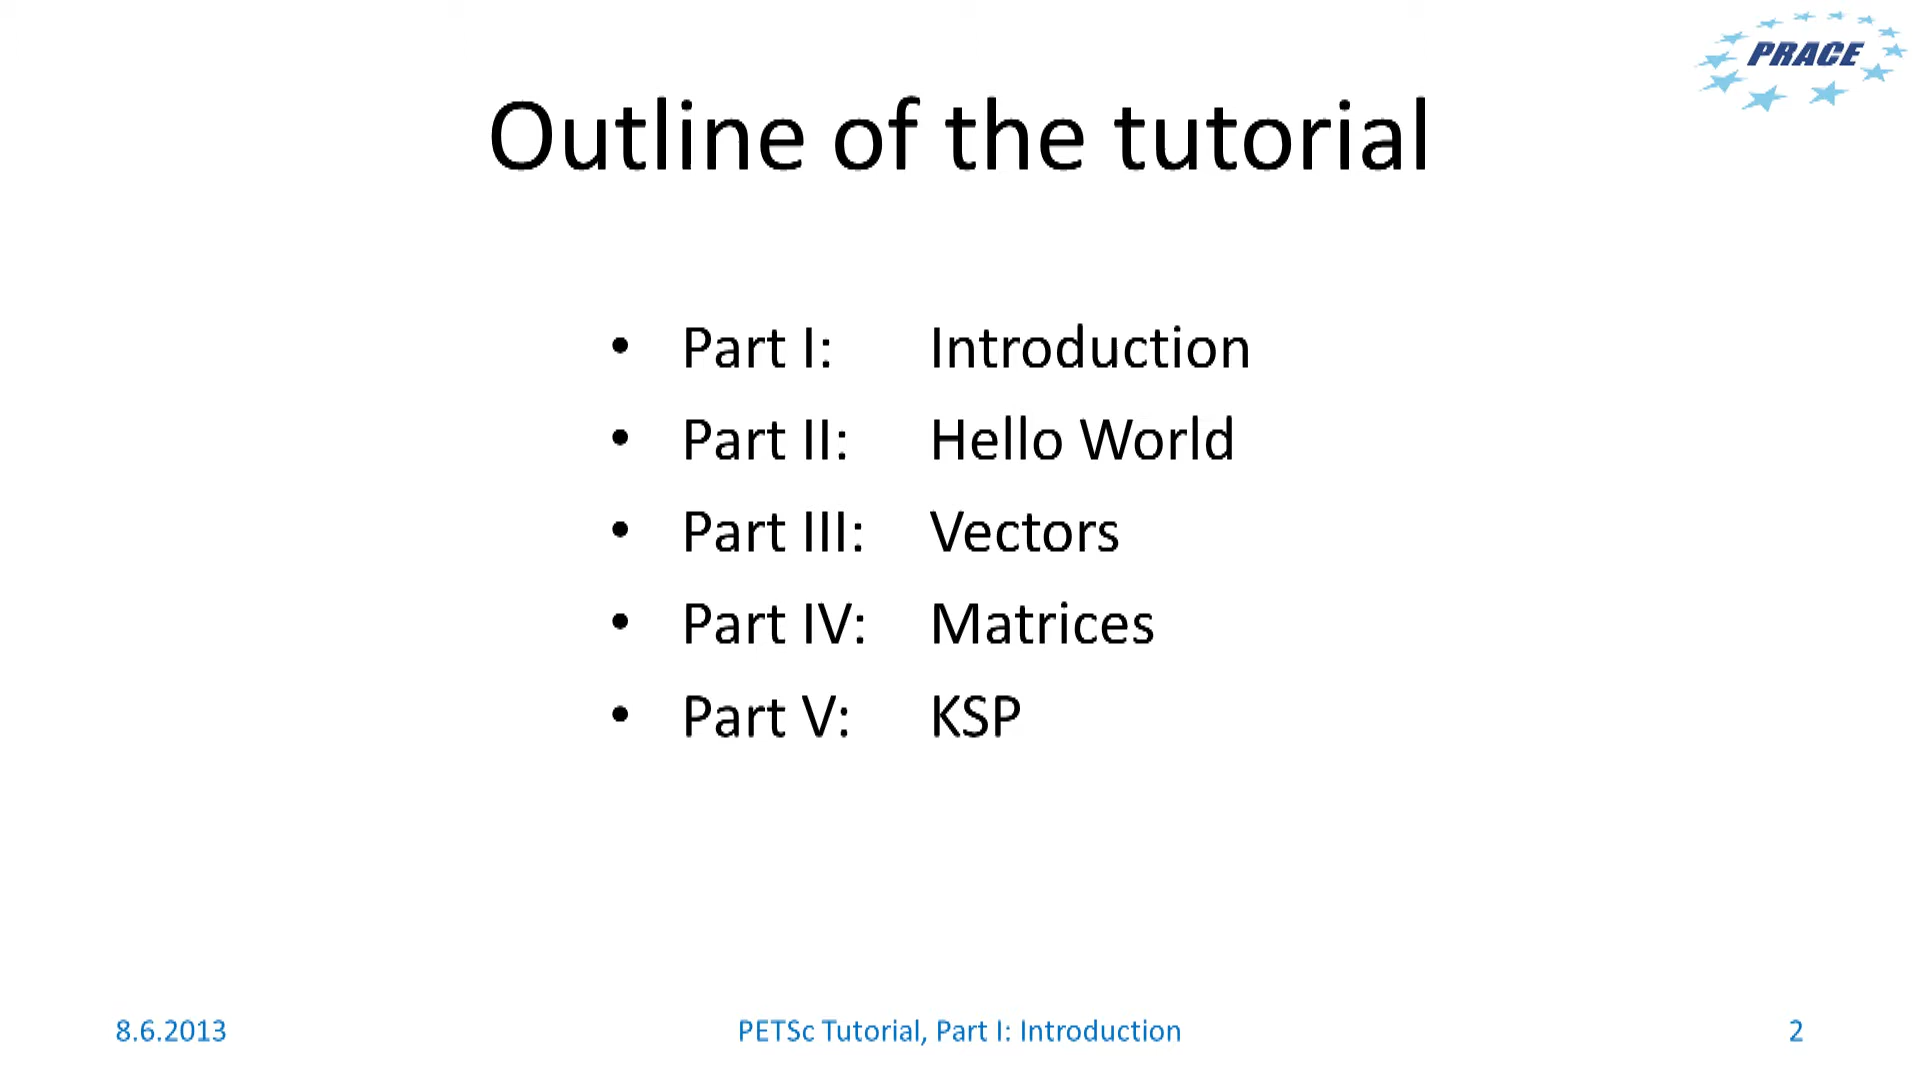 PRACE
Outline of the tutorial
• Part I: Introduction
• Part II: Hello World
• Part III: Vectors
• Part IV: Matrices
• Part V: KSP
8.6.2013 PETSc Tutorial, Part I: Introduction 2